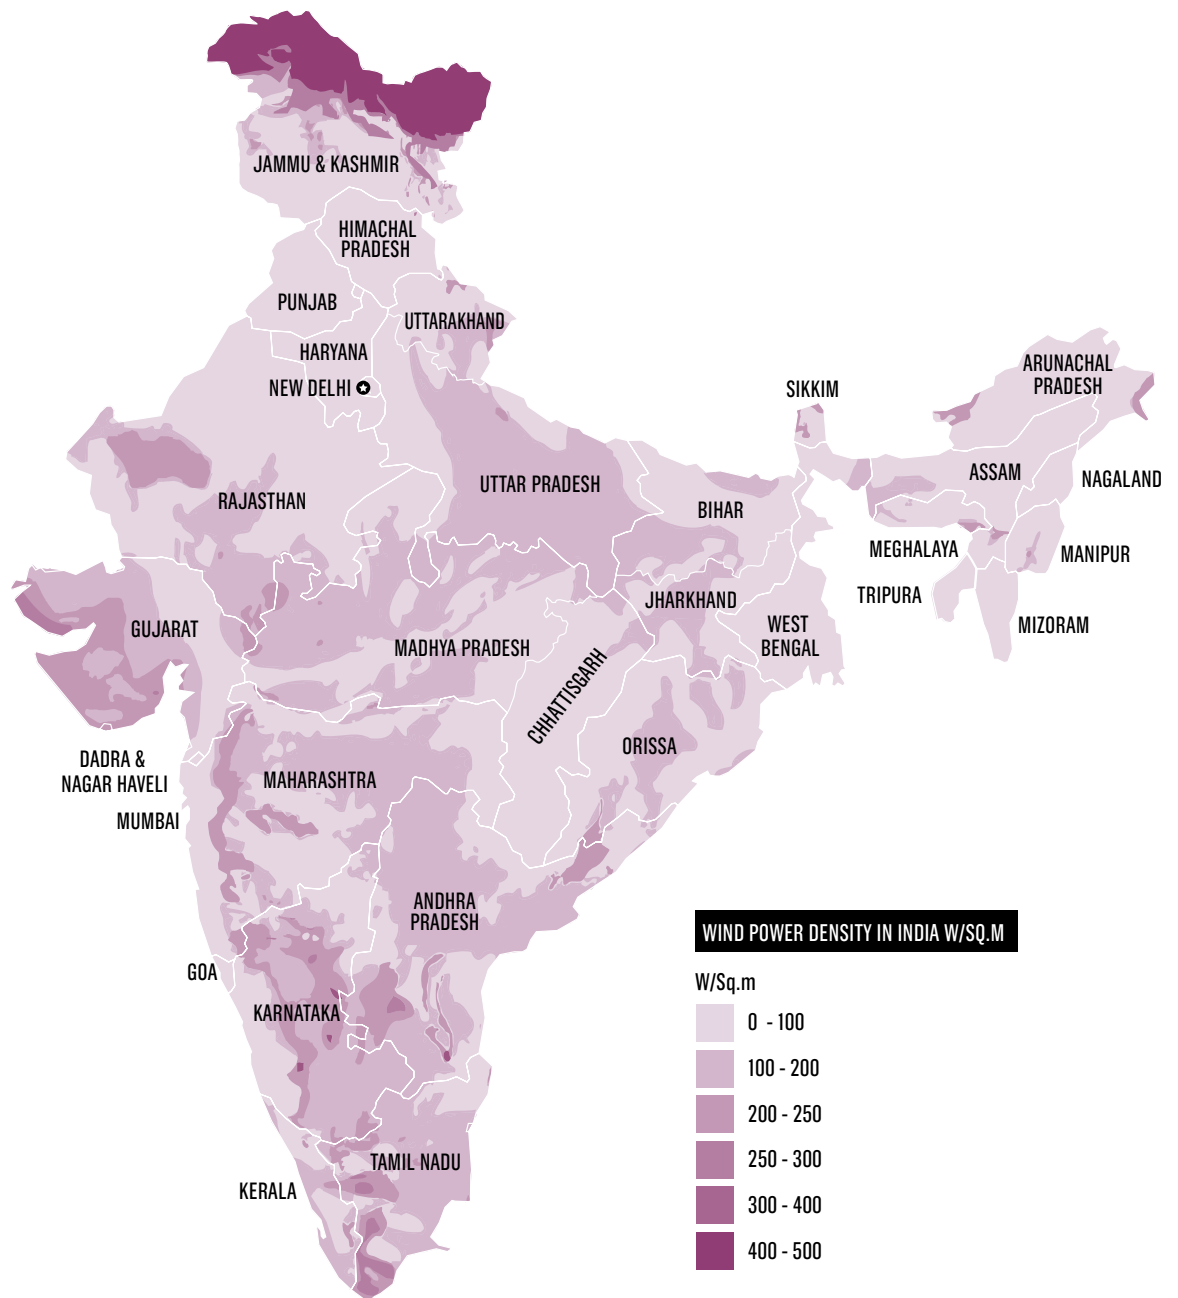 JAMMU & KASHMIR
HIMACHAL
PRADESH
PUNJAB
UTTARAKHAND
HARYANA
NEW DELHI
SIKKIM
ARUNACHAL
PRADESH
RAJASTHAN
UTTAR PRADESH
BIHAR
ASSAM
NAGALAND
MEGHALAYA
MANIPUR
TRIPURA
MIZORAM
GUJARAT
MADHYA PRADESH
JHARKHAND
WEST
BENGAL
CHHATTISGARH
ORISSA
DADRA &
NAGAR HAVELI
MAHARASHTRA
MUMBAI
ANDHRA
PRADESH
GOA
KARNATAKA
TAMIL NADU
KERALA
WIND POWER DENSITY IN INDIA W/SQ.M
W/Sq.m
0 - 100
100 - 200
200 - 250
250 - 300
300 - 400
400 - 500